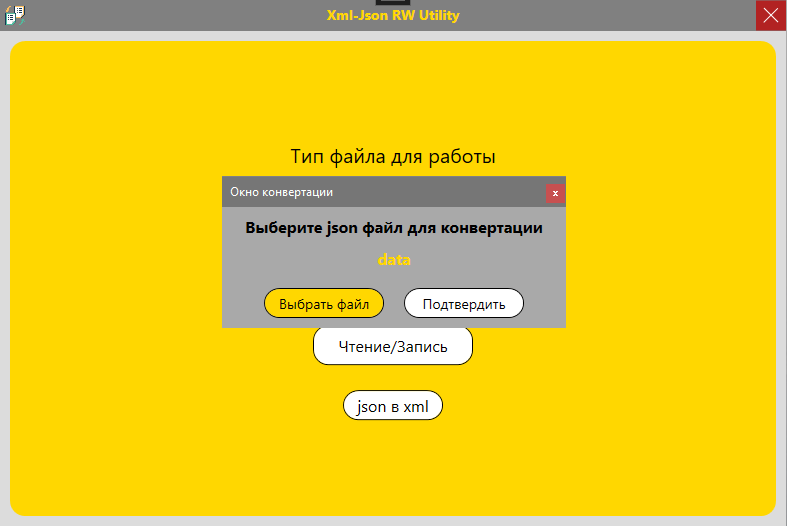 Xml-Json RW Utility
Тип файла для работы
Окно конвертации
x
Выберите json файл для конвертации
data
Выбрать файл
Подтвердить
Чтение/Запись
json в xml